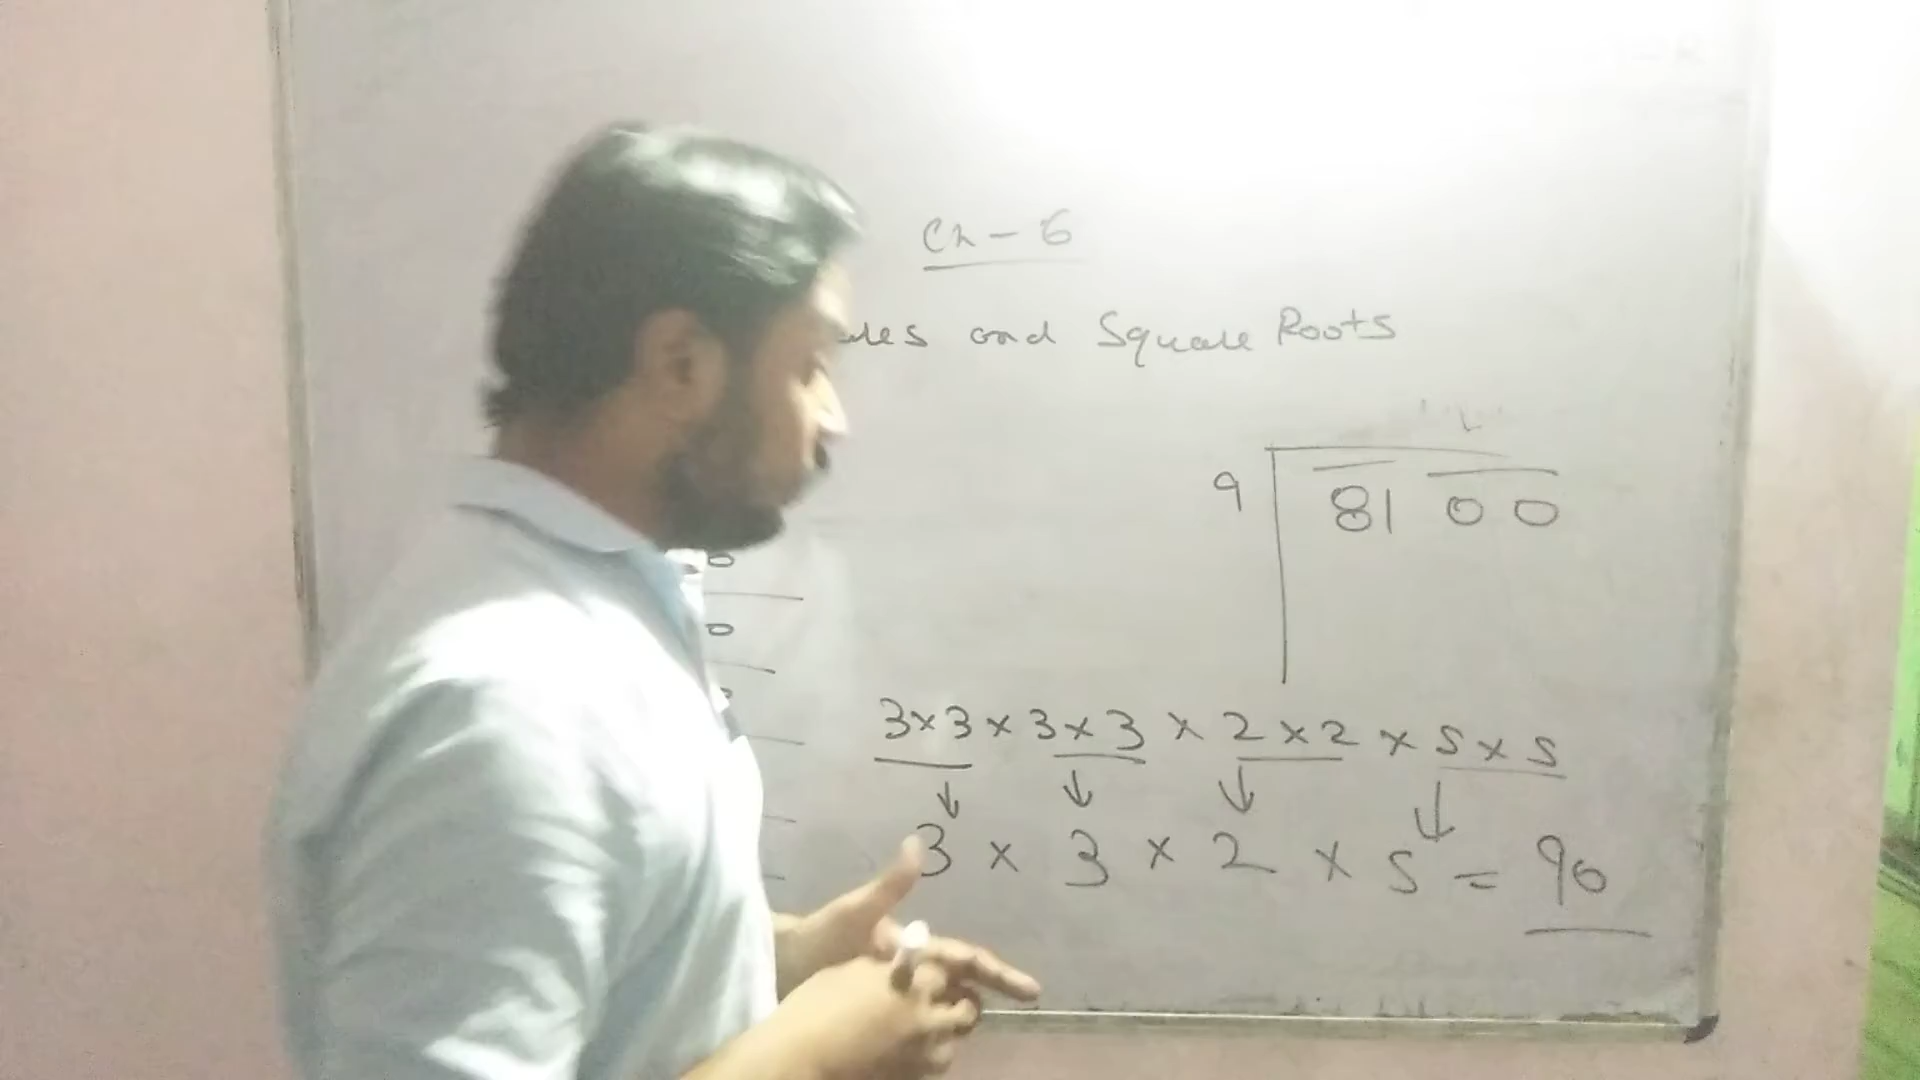 Ch - 6
and Square Roots
9 81 00
0
0
3×3×3×3×2×2×5×5
3 × 3 × 2 × 5 = 90